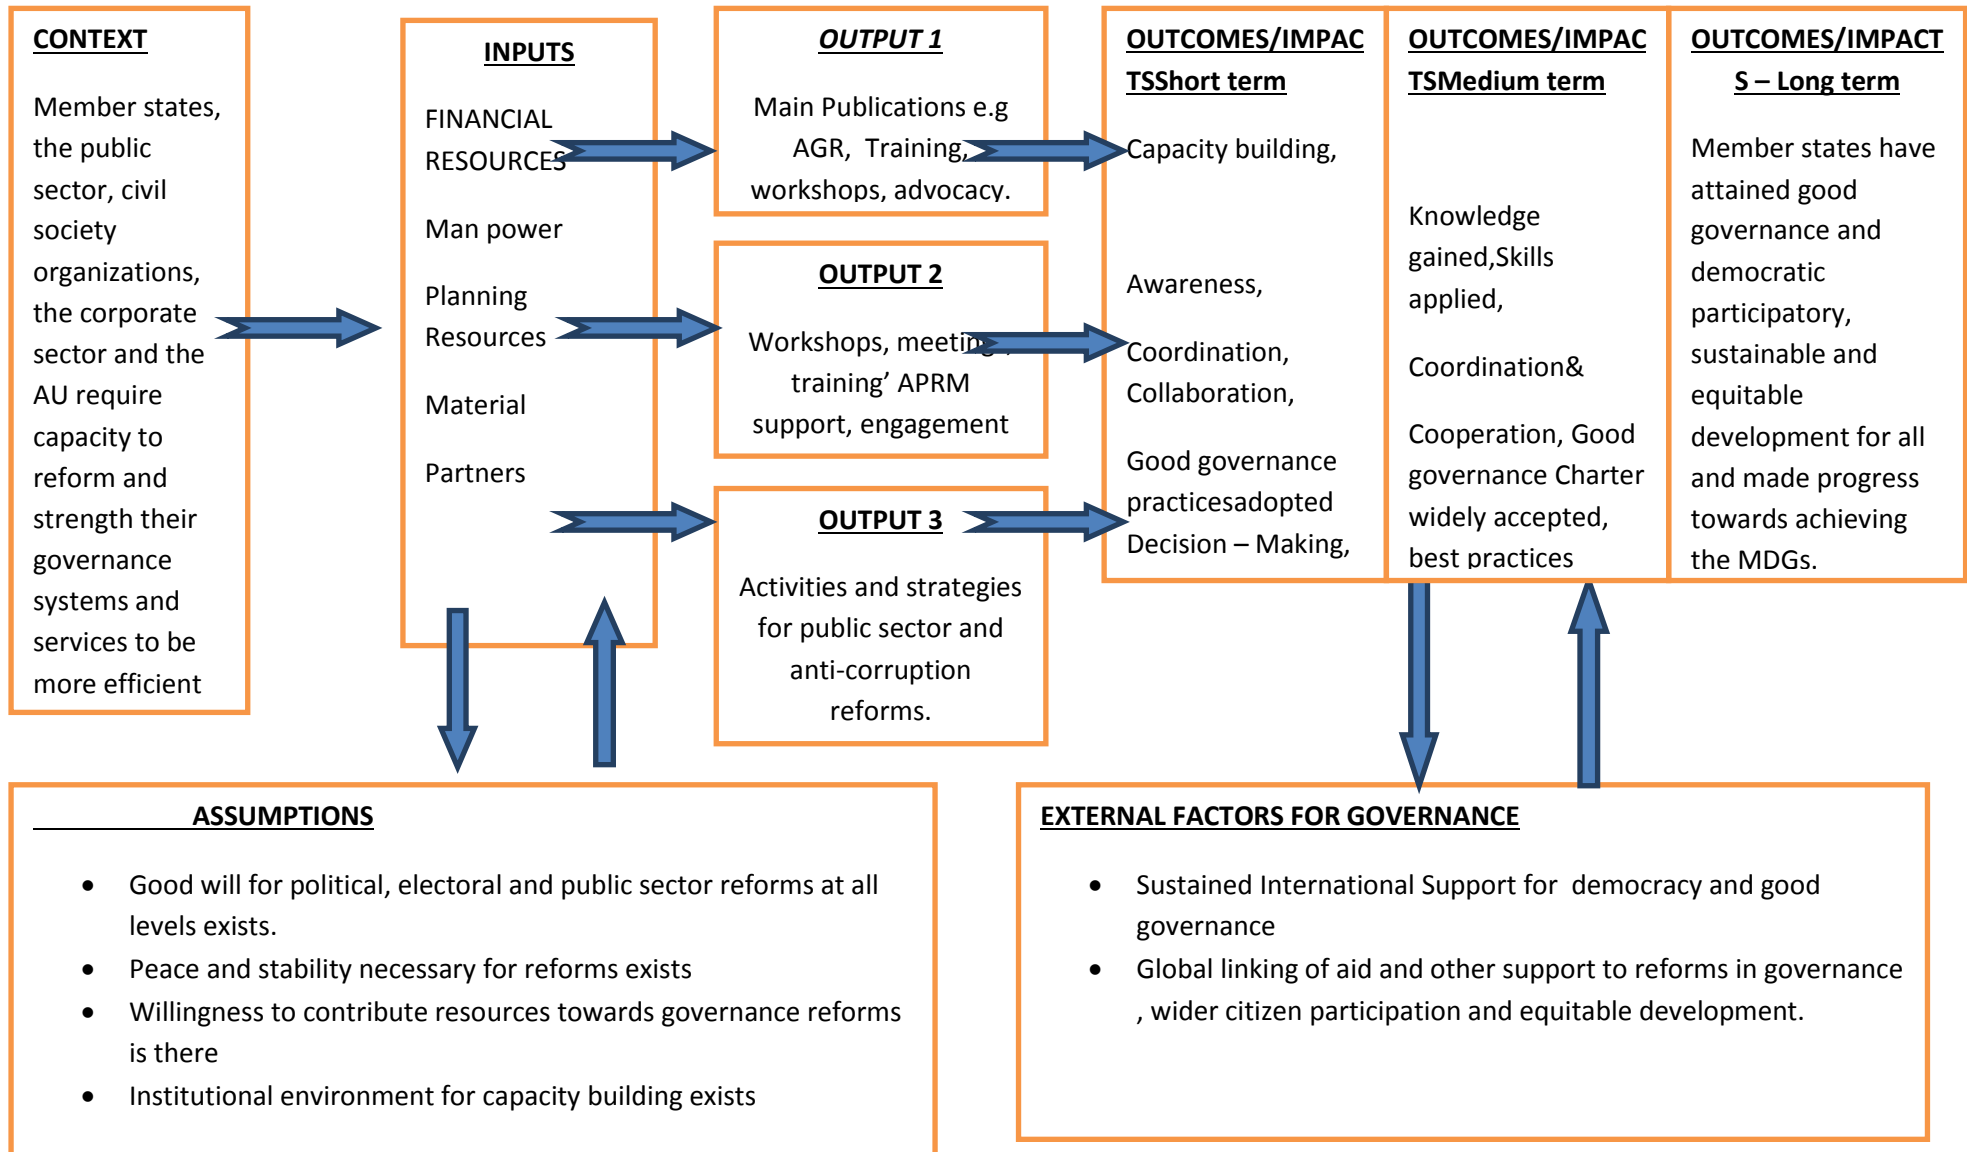 CONTEXT
Member states,
the public
sector, civil
society
organizations,
the corporate
sector and the
AU require
capacity to
reform and
strength their
governance
systems and
services to be
more efficient
INPUTS
FINANCIAL
RESOURCES
Man power
Planning
Resources
Material
Partners
OUTPUT 1
Main Publications e.g
AGR, Training,
workshops, advocacy.
OUTPUT 2
Workshops, meeting ,
training’ APRM
support, engagement
OUTPUT 3
Activities and strategies
for public sector and
anti-corruption
reforms.
OUTCOMES/IMPAC
TSShort term
Capacity building,
Awareness,
Coordination,
Collaboration,
Good governance
practicesadopted
Decision – Making,
OUTCOMES/IMPAC
TSMedium term
Knowledge
gained,Skills
applied,
Coordination&
Cooperation, Good
governance Charter
widely accepted,
best practices
OUTCOMES/IMPACT
S – Long term
Member states have
attained good
governance and
democratic
participatory,
sustainable and
equitable
development for all
and made progress
towards achieving
the MDGs.
ASSUMPTIONS
• Good will for political, electoral and public sector reforms at all
levels exists.
• Peace and stability necessary for reforms exists
• Willingness to contribute resources towards governance reforms
is there
• Institutional environment for capacity building exists
EXTERNAL FACTORS FOR GOVERNANCE
• Sustained International Support for democracy and good
governance
• Global linking of aid and other support to reforms in governance
, wider citizen participation and equitable development.